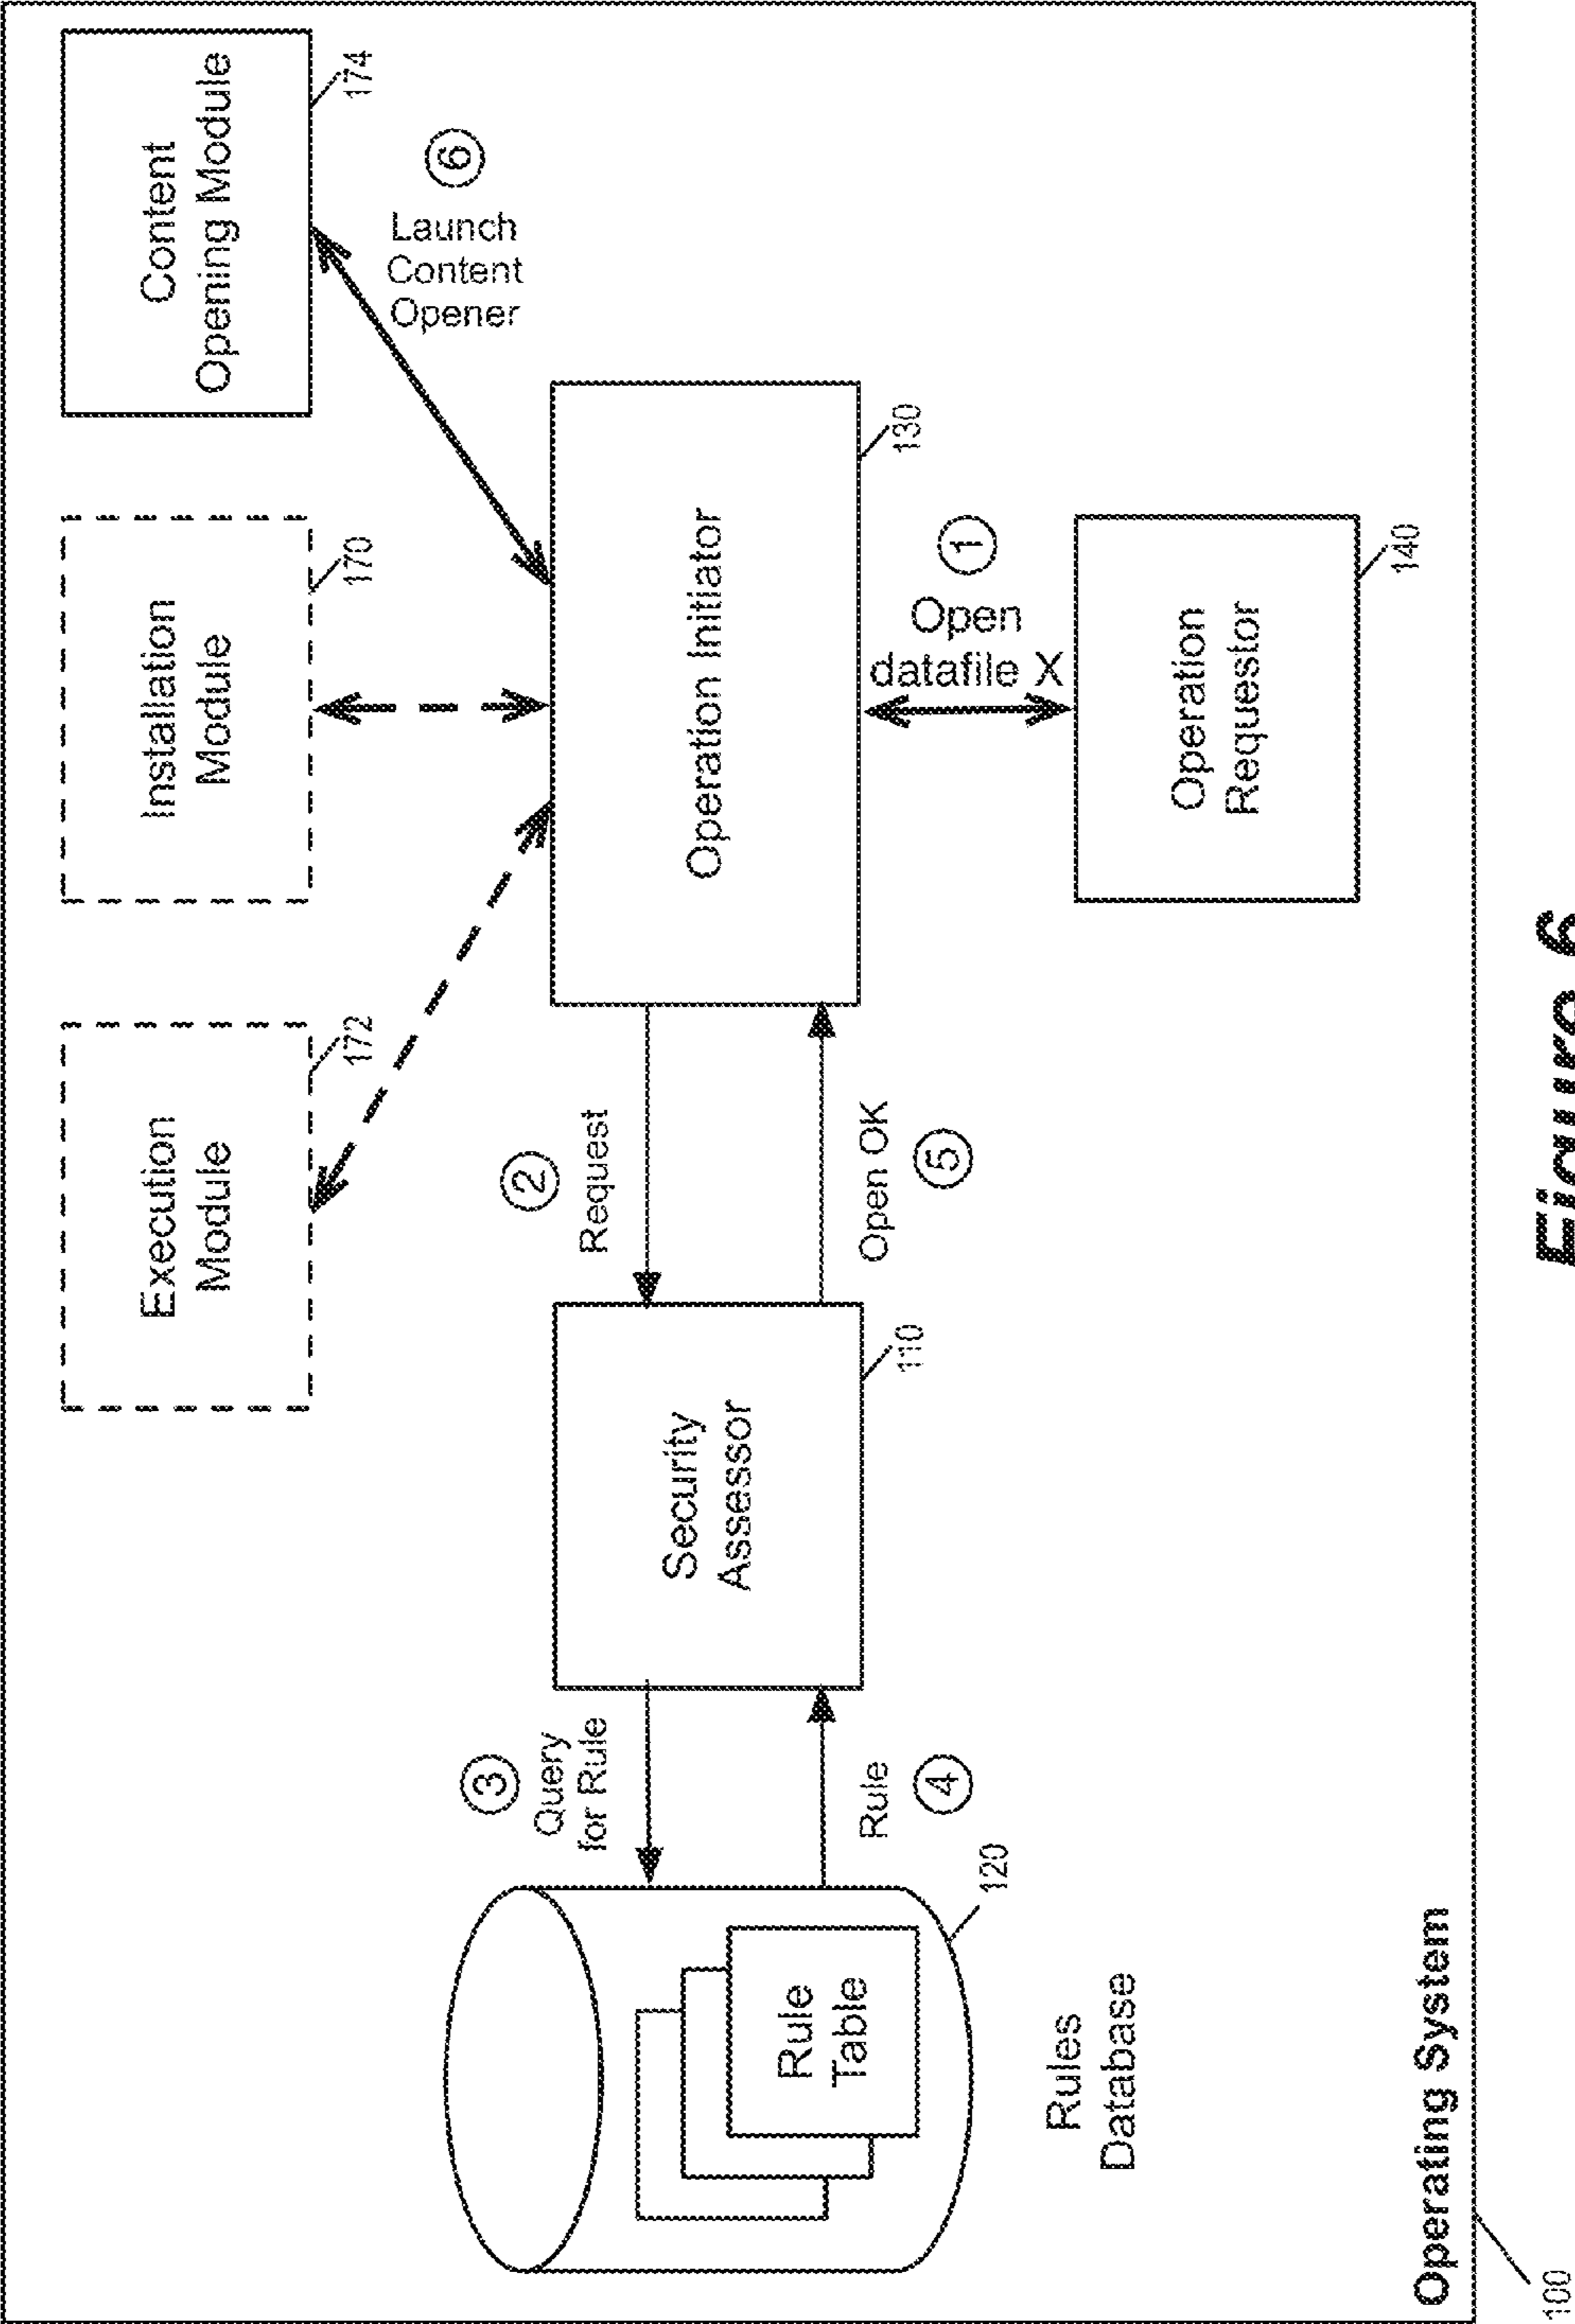 Execution
Module
172
Installation
Module
170
Content
Opening Module
174
6
Launch
Content
Opener
3
Query
for Rule
2
Request
Rule
Table
120
Rules
Database
Rule
4
Security
Assessor
110
Open OK
5
Operation Initiator
130
Open
datafile X
1
Operation
Requestor
140
Operating System
100
Figure 6